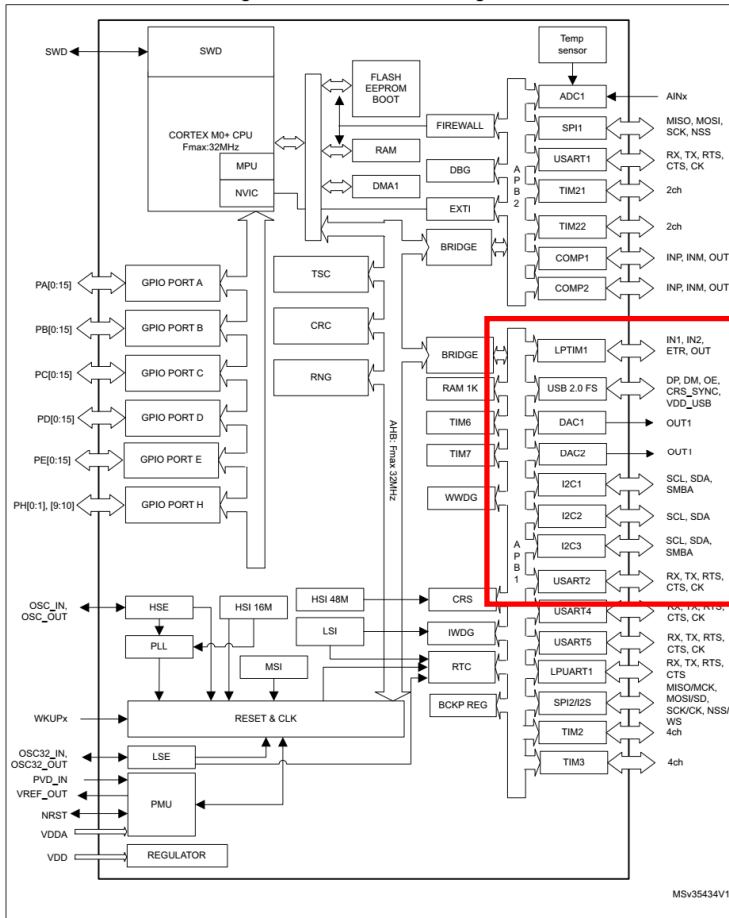 Temp
sensor
SWD
SWD
FLASH
EEPROM
BOOT
ADC1
AINx
FIREWALL
SPI1
MISO, MOSI,
SCK, NSS
CORTEX M0+ CPU
Fmax:32MHz
RAM
USART1
RX, TX, RTS,
CTS, CK
MPU
DBG
APB2
NVIC
DMA1
TIM21
2ch
EXTI
TIM22
2ch
BRIDGE
COMP1
INP, INM, OUT
TSC
PA[0:15]
GPIO PORT A
COMP2
INP, INM, OUT
PB[0:15]
GPIO PORT B
CRC
BRIDGE
LPTIM1
IN1, IN2,
ETR, OUT
PC[0:15]
GPIO PORT C
RNG
RAM 1K
USB 2.0 FS
DP, DM, OE,
CRS_SYNC,
VDD_USB
PD[0:15]
GPIO PORT D
AHB: Fmax 32MHz
TIM6
DAC1
OUT1
PE[0:15]
GPIO PORT E
TIM7
DAC2
OUT1
PH[0:1], [9:10]
GPIO PORT H
WWDG
I2C1
SCL, SDA,
SMBA
I2C2
SCL, SDA
APB1
I2C3
SCL, SDA,
SMBA
USART2
RX, TX, RTS,
CTS, CK
OSC_IN,
OSC_OUT
HSE
HSI 16M
HSI 48M
CRS
USART4
RX, TX, RTS,
CTS, CK
LSI
IWDG
PLL
USART5
RX, TX, RTS,
CTS, CK
MSI
RTC
LPUART1
RX, TX, RTS,
CTS
WKUPx
RESET & CLK
BCKP REG
SPI2/I2S
MISO/MCK,
MOSI/SD,
SCK/CK, NSS/
WS
TIM2
4ch
OSC32_IN,
OSC32_OUT
LSE
TIM3
4ch
PVD_IN
VREF_OUT
PMU
NRST
VDDA
VDD
REGULATOR
MSv35434V1